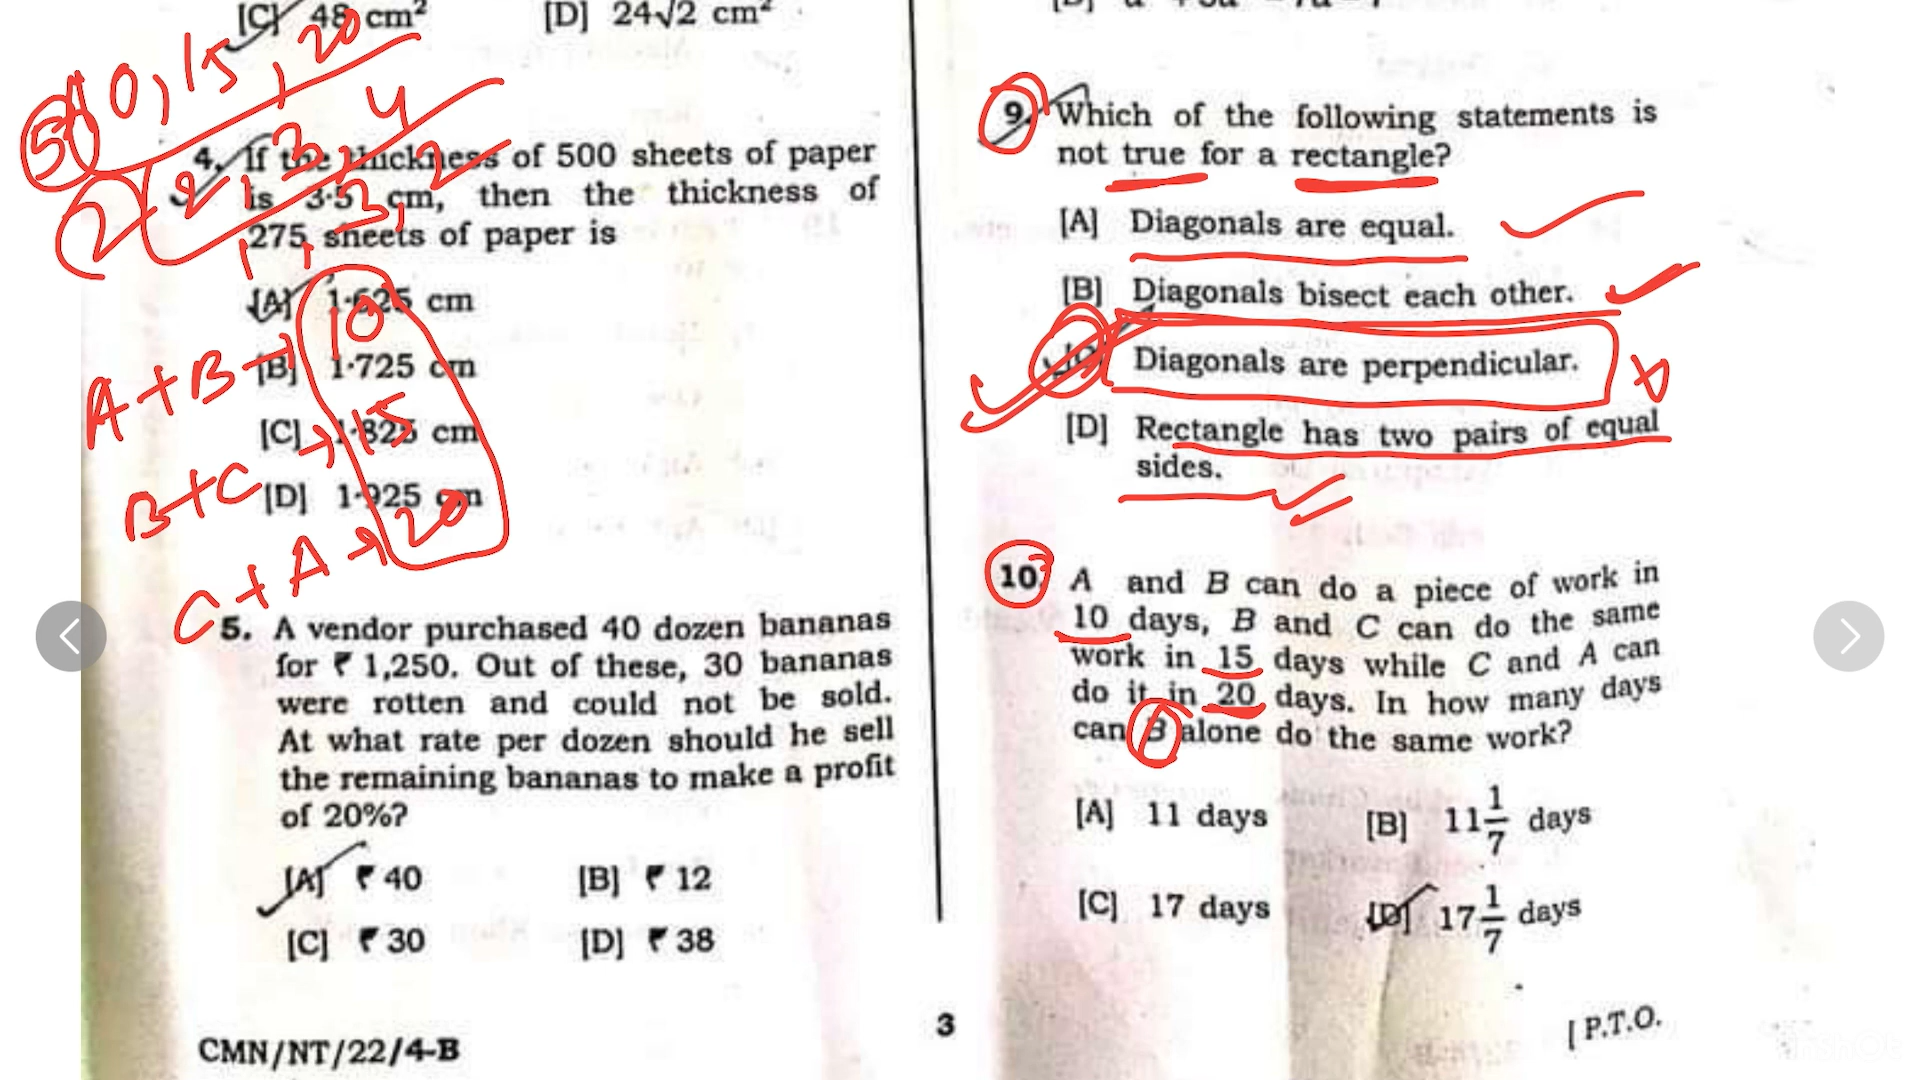 [C] 48 cm²
[D] 24√2 cm²
4. If the thickness of 500 sheets of paper
is 3·5 cm, then the thickness of
275 sheets of paper is
[A] 1·625 cm
[B] 1·725 cm
[C] 1·825 cm
[D] 1·925 cm
5 10, 15, 20
2 2, 3, 4
1, 3, 2
A+B → 10
B+C → 15
C+A → 20
5. A vendor purchased 40 dozen bananas
for ₹ 1,250. Out of these, 30 bananas
were rotten and could not be sold.
At what rate per dozen should he sell
the remaining bananas to make a profit
of 20%?
[A] ₹ 40
[B] ₹ 12
[C] ₹ 30
[D] ₹ 38
CMN/NT/22/4-B
3
9. Which of the following statements is
not true for a rectangle?
[A] Diagonals are equal.
[B] Diagonals bisect each other.
[C] Diagonals are perpendicular.
[D] Rectangle has two pairs of equal
sides.
10. A and B can do a piece of work in
10 days, B and C can do the same
work in 15 days while C and A can
do it in 20 days. In how many days
can B alone do the same work?
[A] 11 days
[B] 11 1/7 days
[C] 17 days
[D] 17 1/7 days
[ P.T.O.